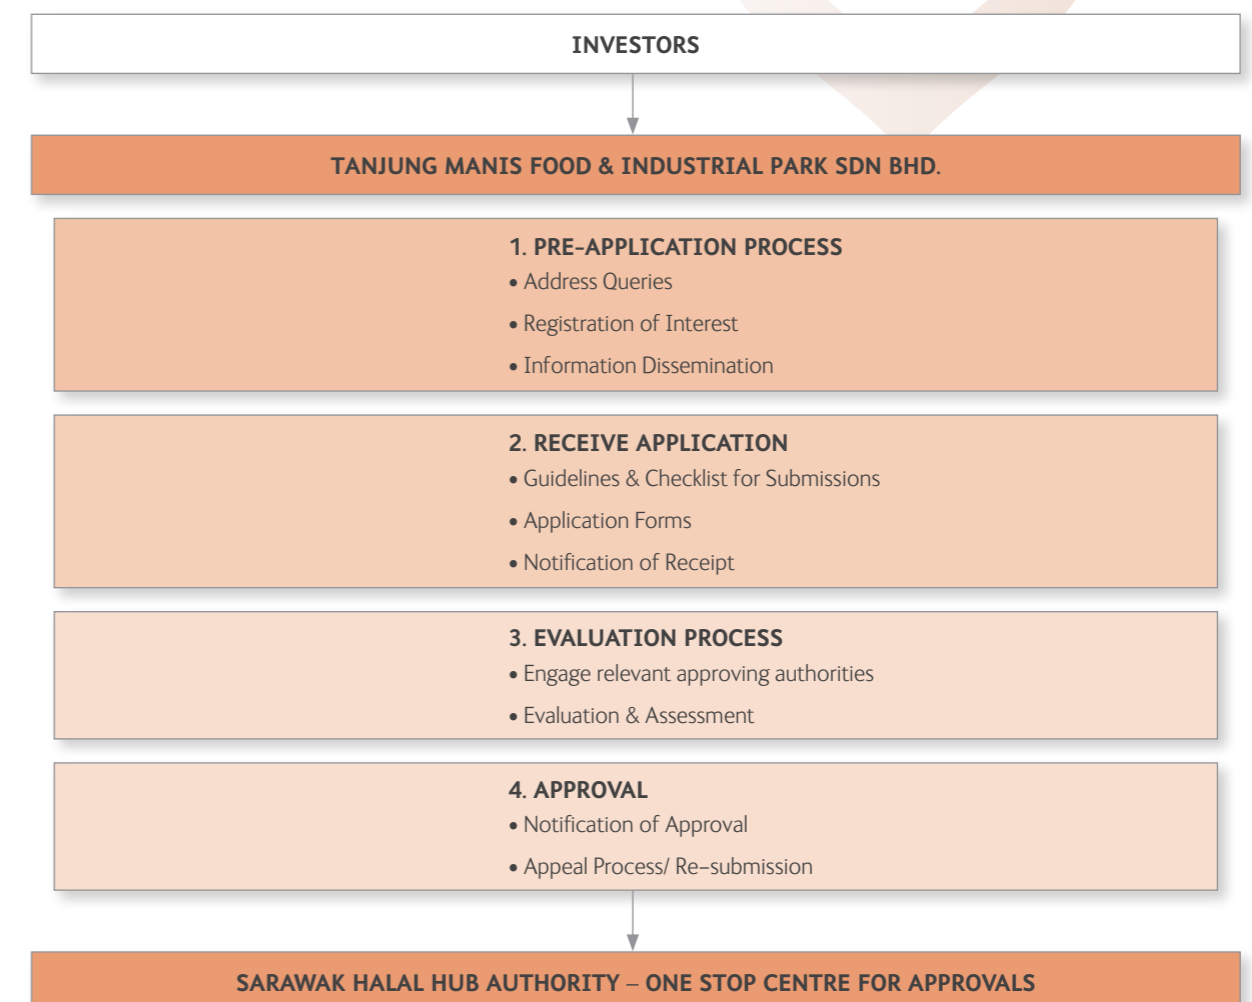 INVESTORS
TANJUNG MANIS FOOD & INDUSTRIAL PARK SDN BHD.
1. PRE-APPLICATION PROCESS
• Address Queries
• Registration of Interest
• Information Dissemination
2. RECEIVE APPLICATION
• Guidelines & Checklist for Submissions
• Application Forms
• Notification of Receipt
3. EVALUATION PROCESS
• Engage relevant approving authorities
• Evaluation & Assessment
4. APPROVAL
• Notification of Approval
• Appeal Process/ Re-submission
SARAWAK HALAL HUB AUTHORITY – ONE STOP CENTRE FOR APPROVALS